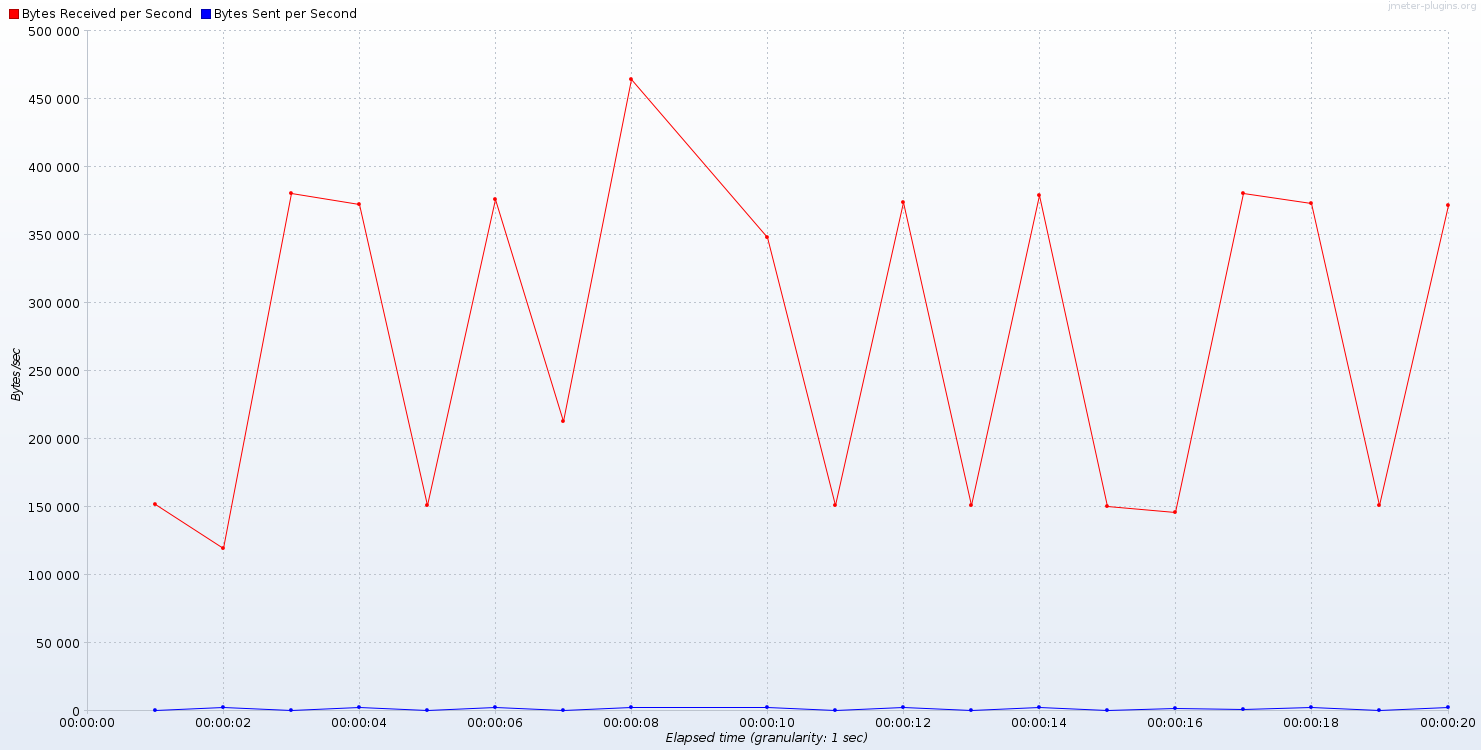 Bytes Received per Second Bytes Sent per Second
jmeter-plugins.org
500 000
450 000
400 000
350 000
300 000
250 000
200 000
150 000
100 000
50 000
0
Bytes /sec
00:00:00 00:00:02 00:00:04 00:00:06 00:00:08 00:00:10 00:00:12 00:00:14 00:00:16 00:00:18 00:00:20
Elapsed time (granularity: 1 sec)